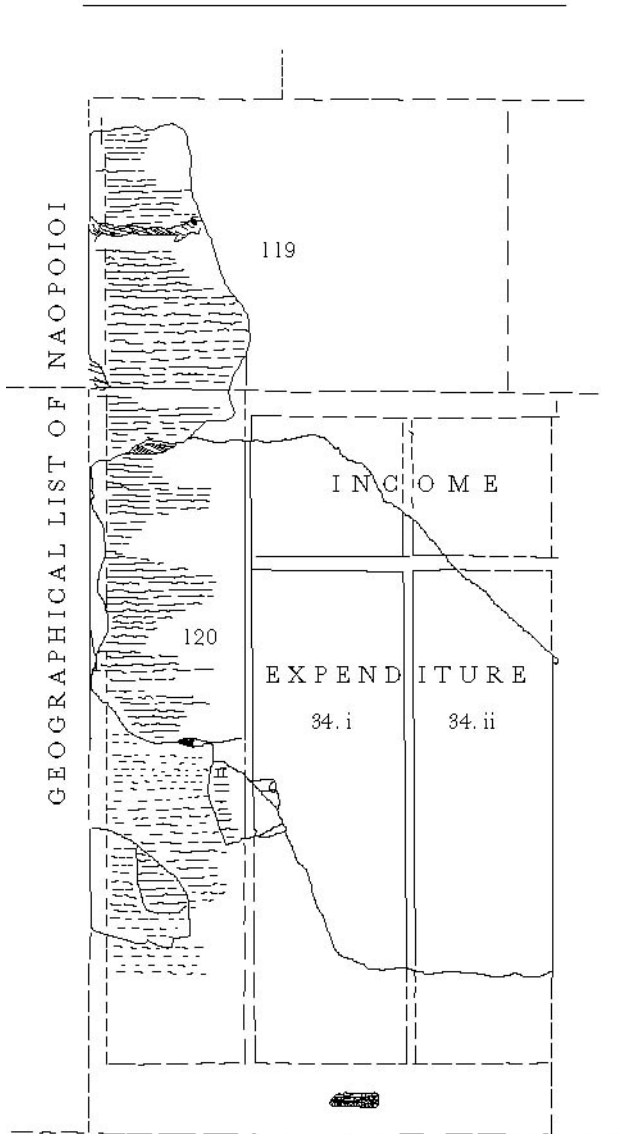 GEOGRAPHICAL LIST OF NAOPOIOI
119
INCOME
120
EXPENDITURE
34. i
34. ii